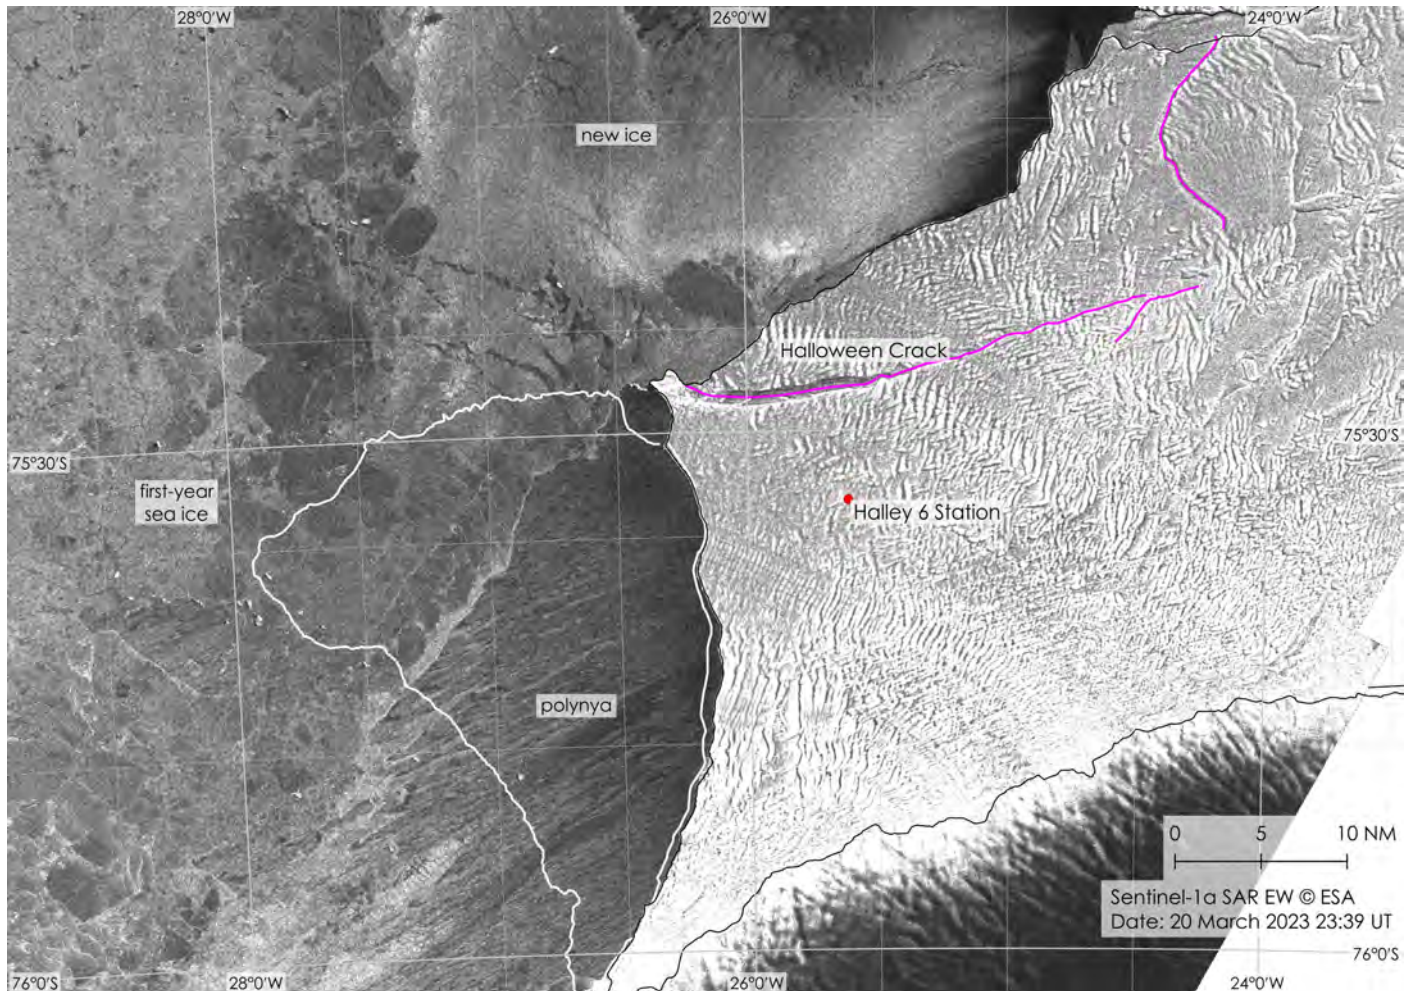 28°0'W
26°0'W
24°0'W
new ice
Halloween Crack
75°30'S
75°30'S
first-year
sea ice
Halley 6 Station
polynya
0 5 10 NM
Sentinel-1a SAR EW © ESA
Date: 20 March 2023 23:39 UT
76°0'S
28°0'W
26°0'W
24°0'W
76°0'S